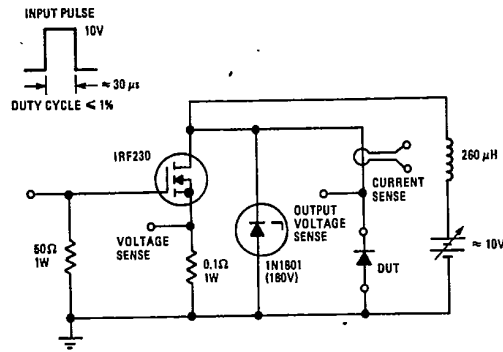 INPUT PULSE
10V
≈ 30 µs
DUTY CYCLE ≤ 1%
IRF230
260 µH
CURRENT
SENSE
OUTPUT
VOLTAGE
SENSE
VOLTAGE
SENSE
≈ 10V
50Ω
1W
0.1Ω
1W
1N1801
(180V)
DUT